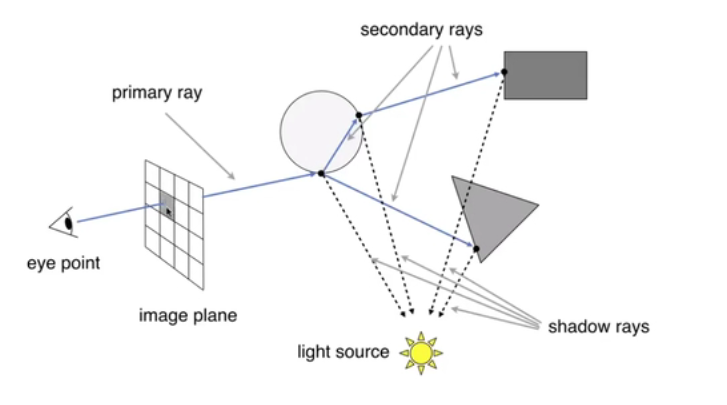 secondary rays
primary ray
eye point
image plane
shadow rays
light source